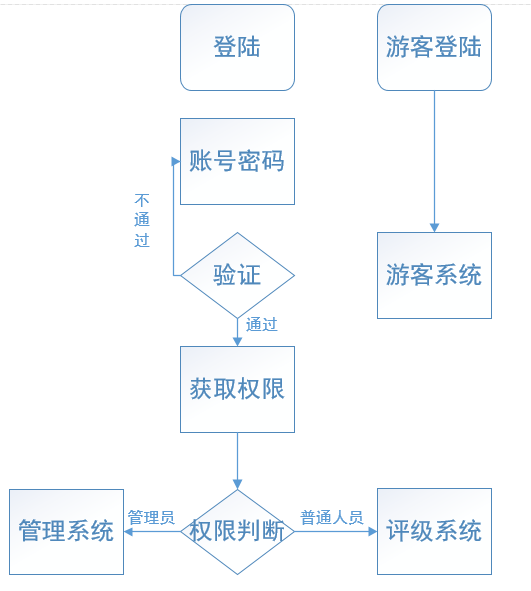 登陆
游客登陆
账号密码
不
通
过
验证
游客系统
通过
获取权限
管理系统
管理员
权限判断
普通人员
评级系统